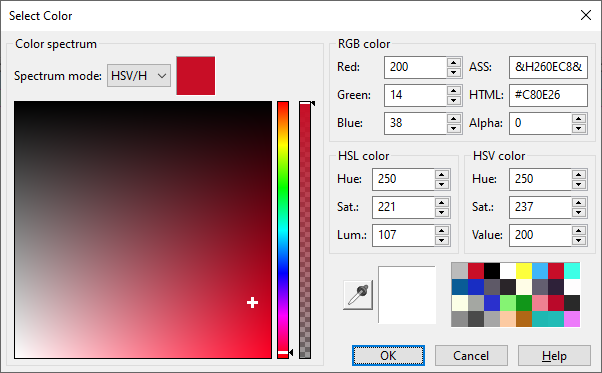 Select Color
Color spectrum
Spectrum mode: HSV/H
RGB color
Red: 200 ASS: &H260EC8&
Green: 14 HTML: #C80E26
Blue: 38 Alpha: 0
HSL color HSV color
Hue: 250 Hue: 250
Sat.: 221 Sat.: 237
Lum.: 107 Value: 200
OK Cancel Help